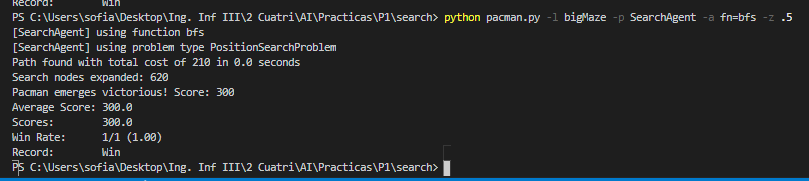 Record:        Win
PS C:\Users\sofia\Desktop\Ing. Inf III\2 Cuatri\AI\Practicas\P1\search> python pacman.py -l bigMaze -p SearchAgent -a fn=bfs -z .5
[SearchAgent] using function bfs
[SearchAgent] using problem type PositionSearchProblem
Path found with total cost of 210 in 0.0 seconds
Search nodes expanded: 620
Pacman emerges victorious! Score: 300
Average Score: 300.0
Scores:        300.0
Win Rate:      1/1 (1.00)
Record:        Win
PS C:\Users\sofia\Desktop\Ing. Inf III\2 Cuatri\AI\Practicas\P1\search>